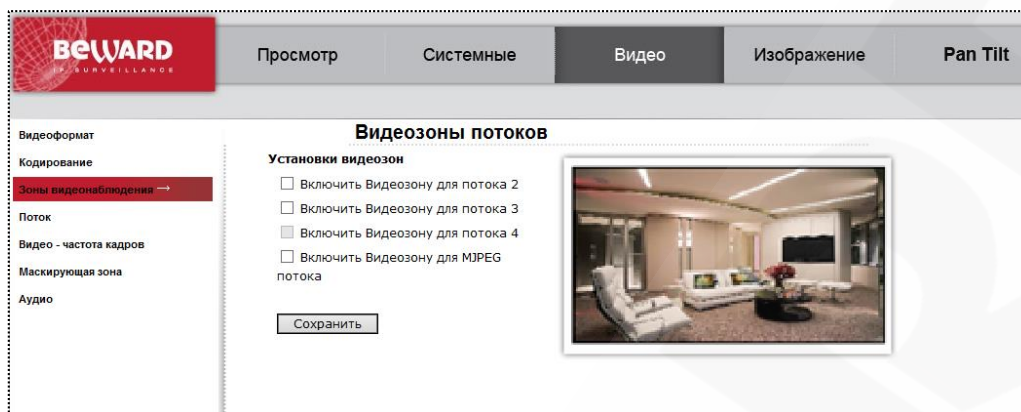 BEWARD
IP SURVEILLANCE
Просмотр
Системные
Видео
Изображение
Pan Tilt
Видеоформат
Кодирование
Зоны видеонаблюдения →
Поток
Видео - частота кадров
Маскирующая зона
Аудио
Видеозоны потоков
Установки видеозон
Включить Видеозону для потока 2
Включить Видеозону для потока 3
Включить Видеозону для потока 4
Включить Видеозону для MJPEG
потока
Сохранить